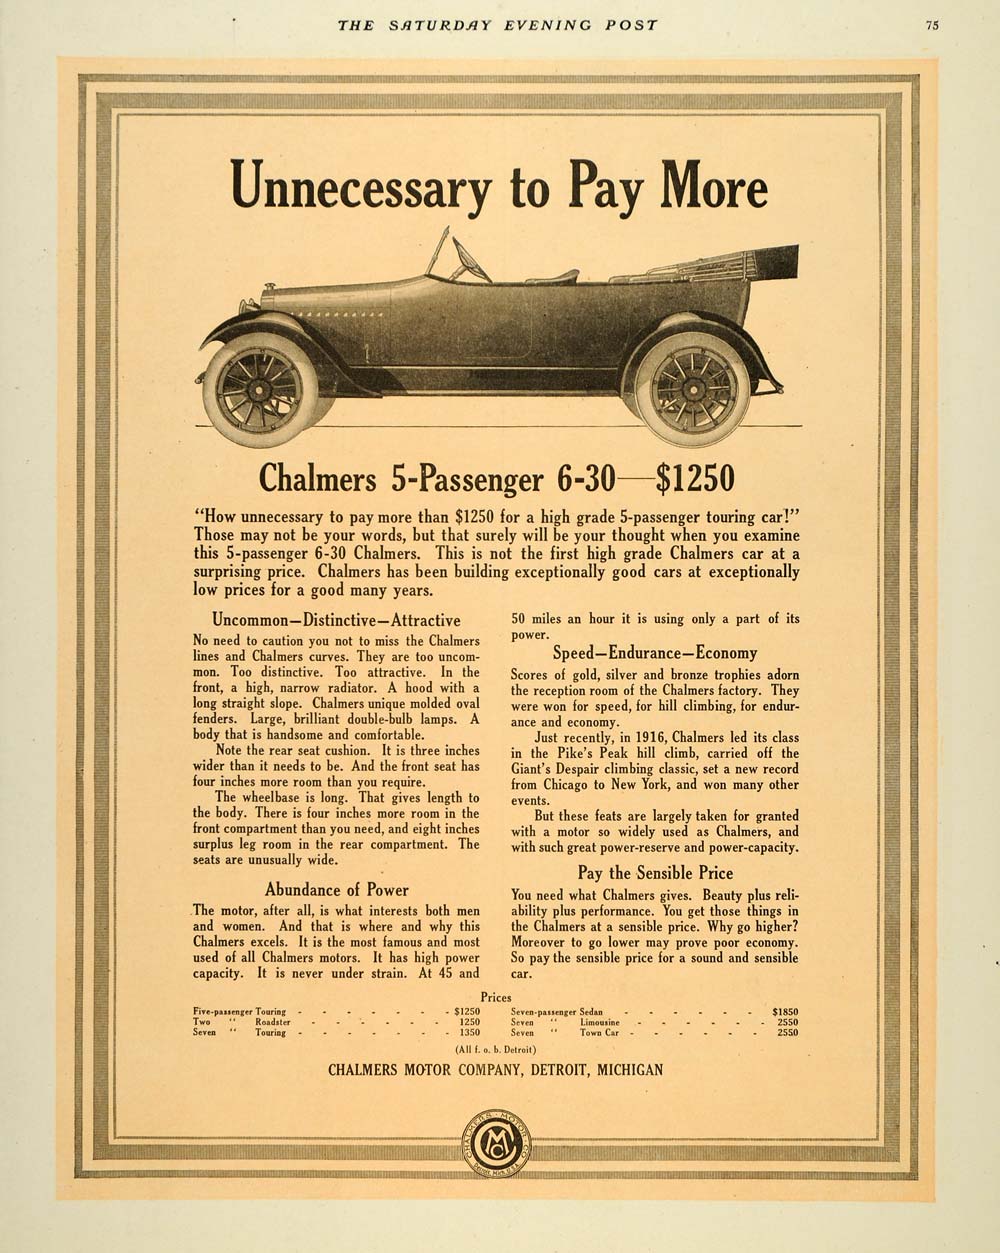 THE SATURDAY EVENING POST
75
Unnecessary to Pay More
Chalmers 5-Passenger 6-30—$1250
“How unnecessary to pay more than $1250 for a high grade 5-passenger touring car!”
Those may not be your words, but that surely will be your thought when you examine
this 5-passenger 6-30 Chalmers. This is not the first high grade Chalmers car at a
surprising price. Chalmers has been building exceptionally good cars at exceptionally
low prices for a good many years.
Uncommon—Distinctive—Attractive
No need to caution you not to miss the Chalmers
lines and Chalmers curves. They are too uncom-
mon. Too distinctive. Too attractive. In the
front, a high, narrow radiator. A hood with a
long straight slope. Chalmers unique molded oval
fenders. Large, brilliant double-bulb lamps. A
body that is handsome and comfortable.
Note the rear seat cushion. It is three inches
wider than it needs to be. And the front seat has
four inches more room than you require.
The wheelbase is long. That gives length to
the body. There is four inches more room in the
front compartment than you need, and eight inches
surplus leg room in the rear compartment. The
seats are unusually wide.
Abundance of Power
The motor, after all, is what interests both men
and women. And that is where and why this
Chalmers excels. It is the most famous and most
used of all Chalmers motors. It has high power
capacity. It is never under strain. At 45 and
50 miles an hour it is using only a part of its
power.
Speed—Endurance—Economy
Scores of gold, silver and bronze trophies adorn
the reception room of the Chalmers factory. They
were won for speed, for hill climbing, for endur-
ance and economy.
Just recently, in 1916, Chalmers led its class
in the Pike's Peak hill climb, carried off the
Giant's Despair climbing classic, set a new record
from Chicago to New York, and won many other
events.
But these feats are largely taken for granted
with a motor so widely used as Chalmers, and
with such great power-reserve and power-capacity.
Pay the Sensible Price
You need what Chalmers gives. Beauty plus reli-
ability plus performance. You get those things in
the Chalmers at a sensible price. Why go higher?
Moreover to go lower may prove poor economy.
So pay the sensible price for a sound and sensible
car.
Prices
Five-passenger Touring - - - - - - - $1250
Two “ Roadster - - - - - - - 1250
Seven “ Touring - - - - - - - 1350
Seven-passenger Sedan - - - - - - $1850
Seven “ Limousine - - - - - - 2550
Seven “ Town Car - - - - - 2550
(All f. o. b. Detroit)
CHALMERS MOTOR COMPANY, DETROIT, MICHIGAN
CHALMERS MOTOR CO
CMC
Detroit, Mich. U.S.A.